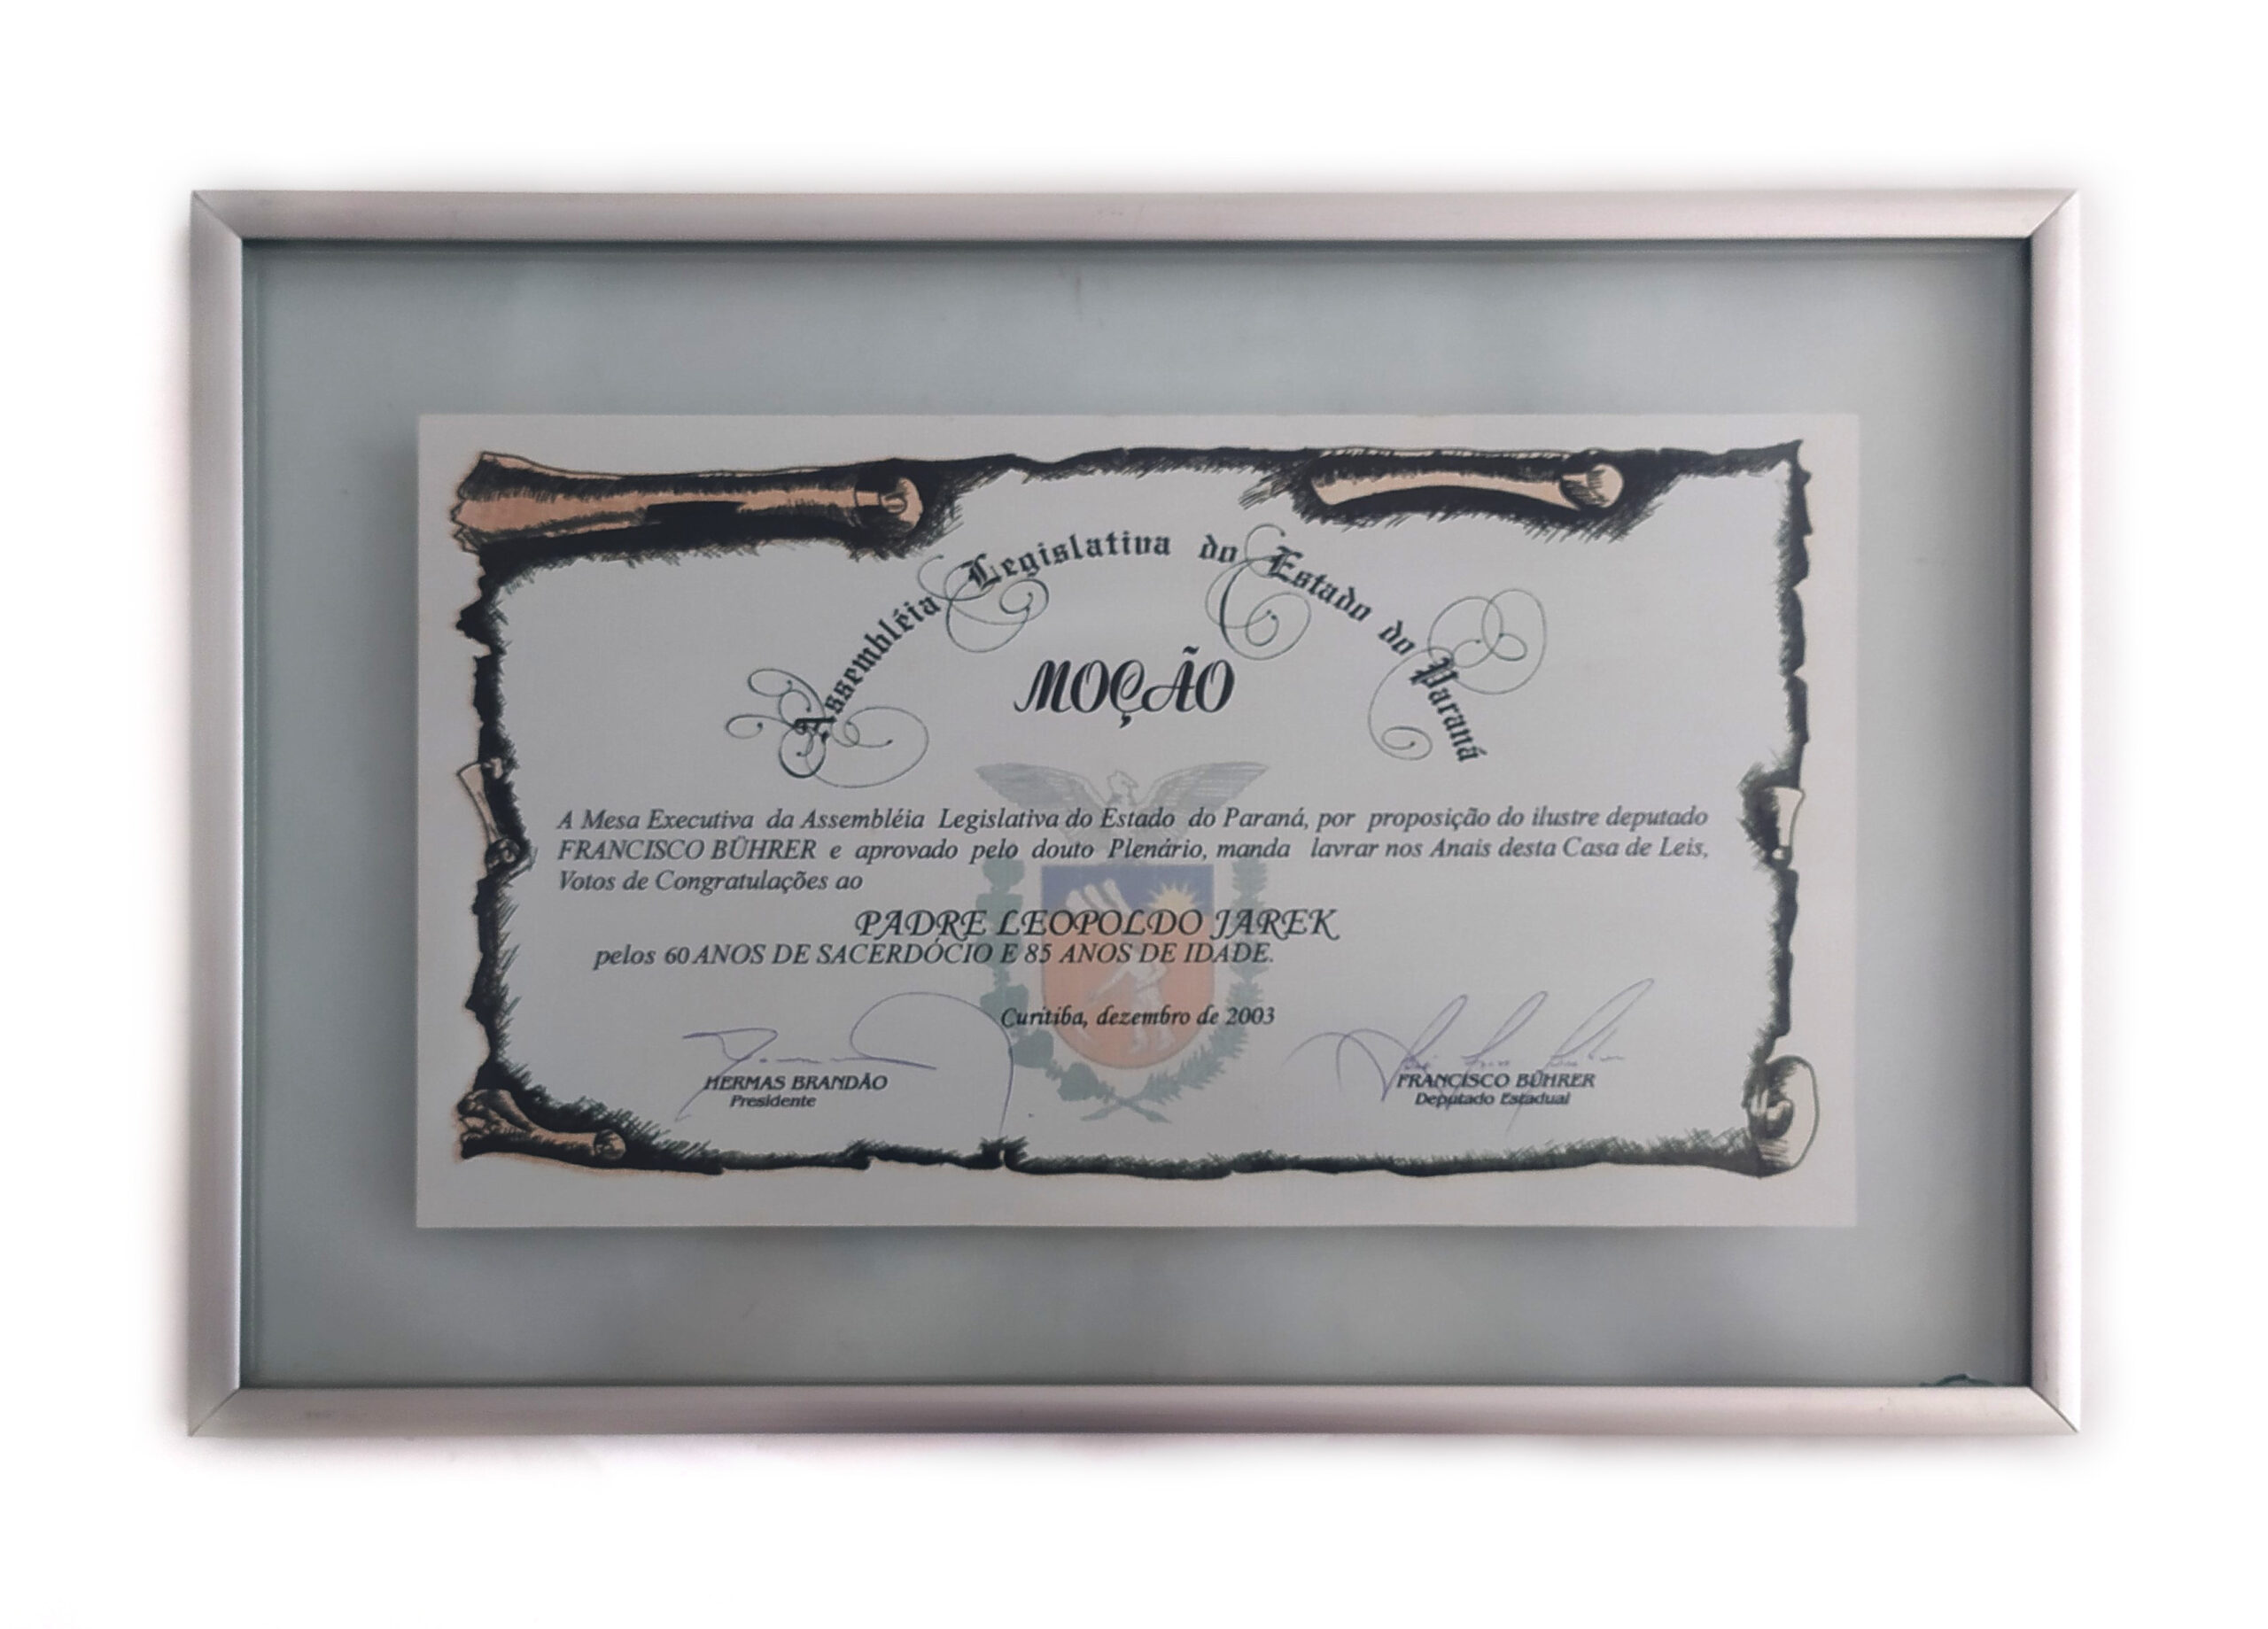 Assembléia Legislativa do Estado do Paraná
MOÇÃO
A Mesa Executiva da Assembléia Legislativa do Estado do Paraná, por proposição do ilustre deputado
FRANCISCO BÜHRER e aprovado pelo douto Plenário, manda lavrar nos Anais desta Casa de Leis,
Votos de Congratulações ao
PADRE LEOPOLDO JAREK
pelos 60 ANOS DE SACERDÓCIO E 85 ANOS DE IDADE.
Curitiba, dezembro de 2003
HERMAS BRANDÃO
Presidente
FRANCISCO BÜHRER
Deputado Estadual